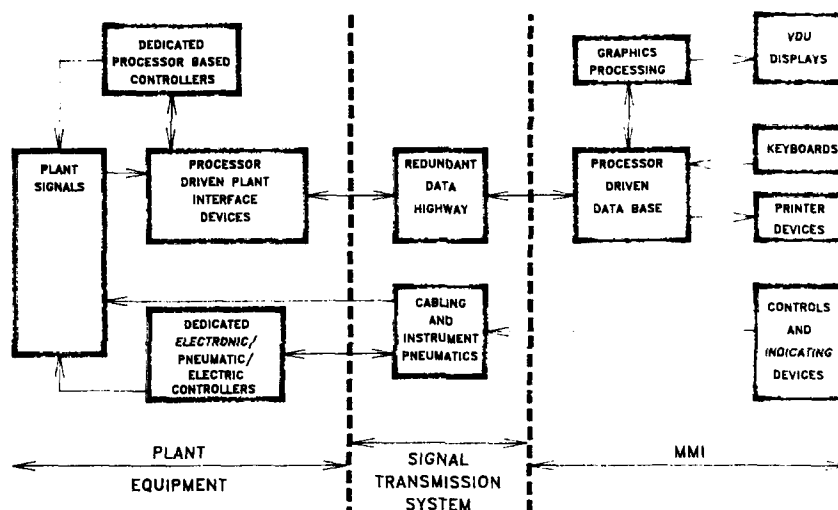 DEDICATED
PROCESSOR BASED
CONTROLLERS
GRAPHICS
PROCESSING
VDU
DISPLAYS
PLANT
SIGNALS
PROCESSOR
DRIVEN PLANT
INTERFACE
DEVICES
REDUNDANT
DATA
HIGHWAY
PROCESSOR
DRIVEN
DATA BASE
KEYBOARDS
PRINTER
DEVICES
DEDICATED
ELECTRONIC/
PNEUMATIC/
ELECTRIC
CONTROLLERS
CABLING
AND
INSTRUMENT
PNEUMATICS
CONTROLS
AND
INDICATING
DEVICES
PLANT
EQUIPMENT
SIGNAL
TRANSMISSION
SYSTEM
MMI